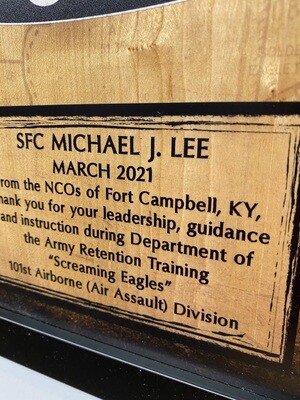 SFC MICHAEL J. LEE
MARCH 2021
from the NCOs of Fort Campbell, KY,
thank you for your leadership, guidance
and instruction during Department of
the Army Retention Training
"Screaming Eagles"
101st Airborne (Air Assault) Division